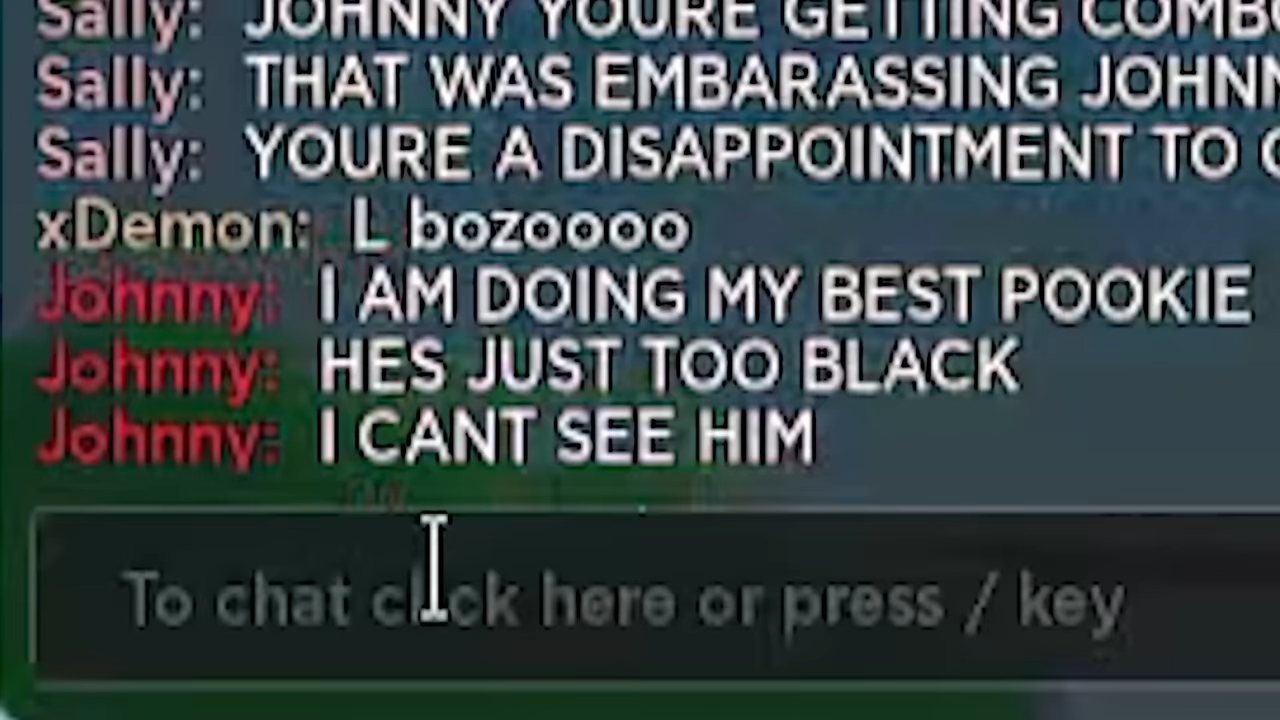 Sally: JOHNNY YOURE GETTING
Sally: THAT WAS EMBARASSING
Sally: YOURE A DISAPPOINTMENT TO
xDemon: L bozoooo
Johnny: I AM DOING MY BEST POOKIE
Johnny: HES JUST TOO BLACK
Johnny: I CANT SEE HIM
To chat click here or press / key